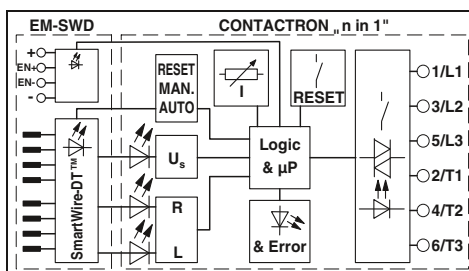 EM-SWD
CONTACTRON „n in 1"
+
EN+
EN-
-
SmartWire-DT™
RESET
MAN.
AUTO
I
RESET
Us
R
L
Logic
& µP
& Error
1/L1
3/L2
5/L3
2/T1
4/T2
6/T3